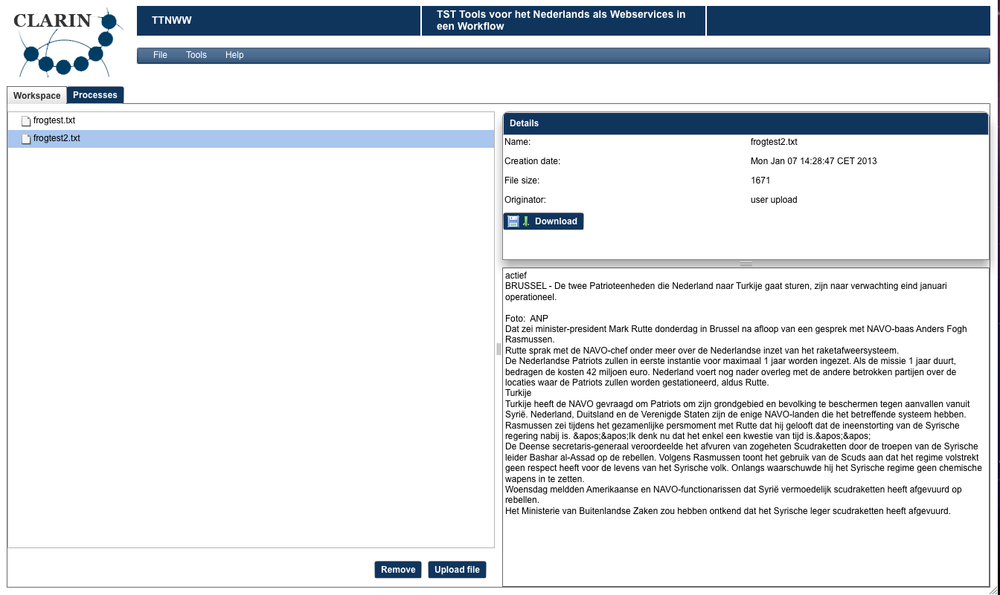 CLARIN
TTNWW
TST Tools voor het Nederlands als Webservices in
een Workflow
File Tools Help
Workspace Processes
frogtest.txt
frogtest2.txt
Remove Upload file
Details
Name: frogtest2.txt
Creation date: Mon Jan 07 14:28:47 CET 2013
File size: 1671
Originator: user upload
Download
actief
BRUSSEL - De twee Patrioteenheden die Nederland naar Turkije gaat sturen, zijn naar verwachting eind januari
operationeel.
Foto:  ANP
Dat zei minister-president Mark Rutte donderdag in Brussel na afloop van een gesprek met NAVO-baas Anders Fogh
Rasmussen.
Rutte sprak met de NAVO-chef onder meer over de Nederlandse inzet van het raketafweersysteem.
De Nederlandse Patriots zullen in eerste instantie voor maximaal 1 jaar worden ingezet. Als de missie 1 jaar duurt,
bedragen de kosten 42 miljoen euro. Nederland voert nog nader overleg met de andere betrokken partijen over de
locaties waar de Patriots zullen worden gestationeerd, aldus Rutte.
Turkije
Turkije heeft de NAVO gevraagd om Patriots om zijn grondgebied en bevolking te beschermen tegen aanvallen vanuit
Syrië. Nederland, Duitsland en de Verenigde Staten zijn de enige NAVO-landen die het betreffende systeem hebben.
Rasmussen zei tijdens het gezamenlijke persmoment met Rutte dat hij gelooft dat de ineenstorting van de Syrische
regering nabij is. &apos;&apos;Ik denk nu dat het enkel een kwestie van tijd is.&apos;&apos;
De Deense secretaris-generaal veroordeelde het afvuren van zogeheten Scudraketten door de troepen van de Syrische
leider Bashar al-Assad op de rebellen. Volgens Rasmussen toont het gebruik van de Scuds aan dat het regime volstrekt
geen respect heeft voor de levens van het Syrische volk. Onlangs waarschuwde hij het Syrische regime geen chemische
wapens in te zetten.
Woensdag meldden Amerikaanse en NAVO-functionarissen dat Syrië vermoedelijk scudraketten heeft afgevuurd op
rebellen.
Het Ministerie van Buitenlandse Zaken zou hebben ontkend dat het Syrische leger scudraketten heeft afgevuurd.